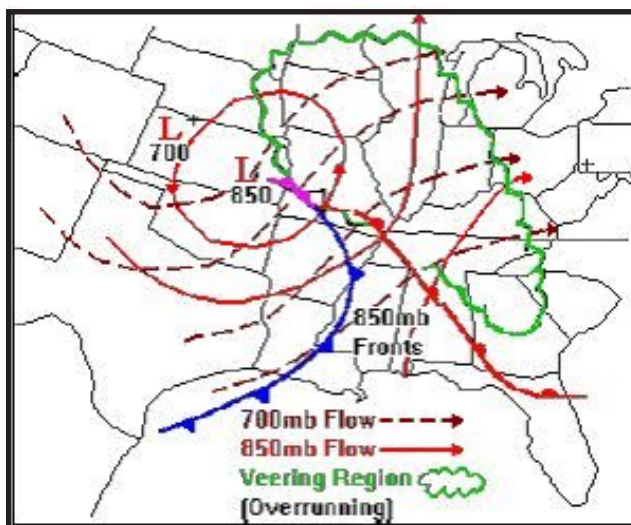 L
700
L
850
850mb
Fronts
700mb Flow
850mb Flow
Veering Region
(Overrunning)